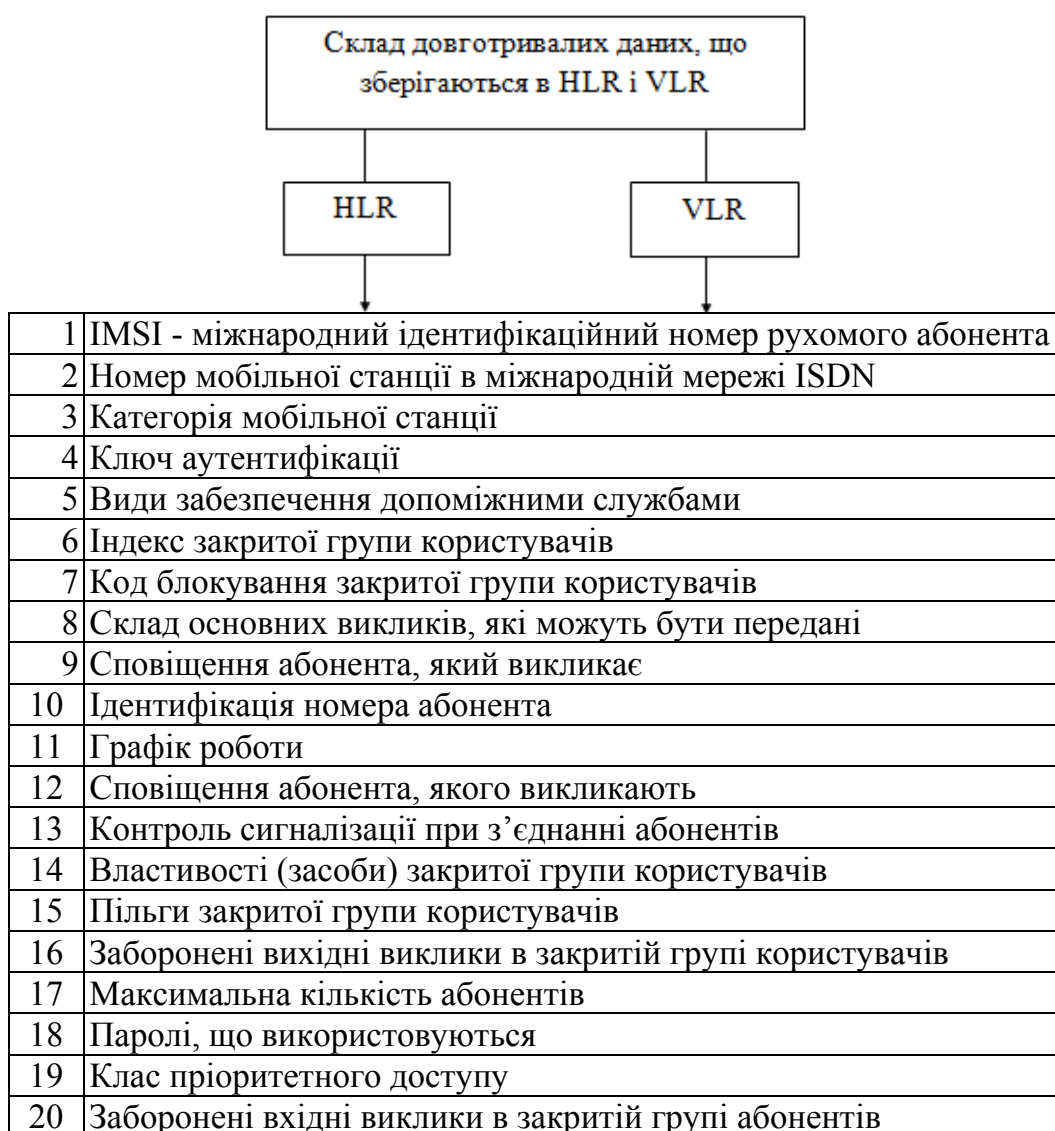 Склад довготривалих даних, що
зберігаються в HLR і VLR
HLR
VLR
1 IMSI - міжнародний ідентифікаційний номер рухомого абонента
2 Номер мобільної станції в міжнародній мережі ISDN
3 Категорія мобільної станції
4 Ключ аутентифікації
5 Види забезпечення допоміжними службами
6 Індекс закритої групи користувачів
7 Код блокування закритої групи користувачів
8 Склад основних викликів, які можуть бути передані
9 Сповіщення абонента, який викликає
10 Ідентифікація номера абонента
11 Графік роботи
12 Сповіщення абонента, якого викликають
13 Контроль сигналізації при з’єднанні абонентів
14 Властивості (засоби) закритої групи користувачів
15 Пільги закритої групи користувачів
16 Заборонені вихідні виклики в закритій групі користувачів
17 Максимальна кількість абонентів
18 Паролі, що використовуються
19 Клас пріоритетного доступу
20 Заборонені вхідні виклики в закритій групі абонентів